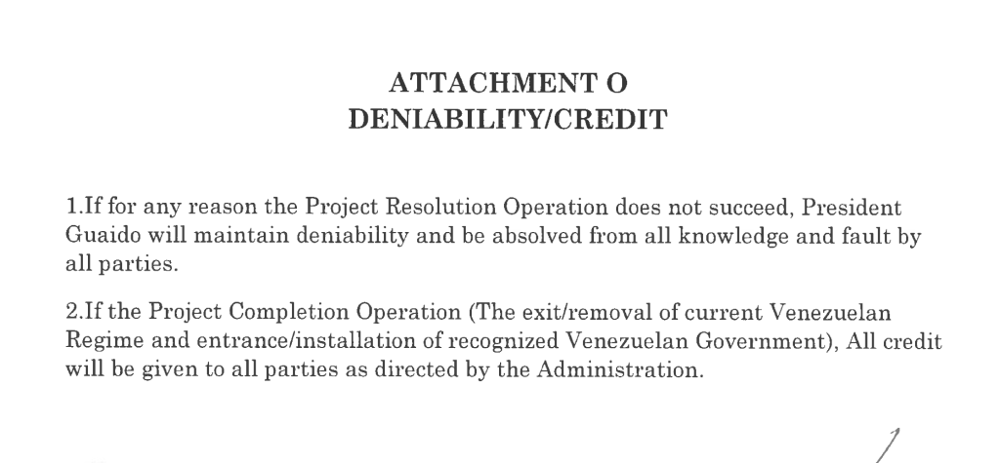 ATTACHMENT O
DENIABILITY/CREDIT
1.If for any reason the Project Resolution Operation does not succeed, President
Guaido will maintain deniability and be absolved from all knowledge and fault by
all parties.
2.If the Project Completion Operation (The exit/removal of current Venezuelan
Regime and entrance/installation of recognized Venezuelan Government), All credit
will be given to all parties as directed by the Administration.